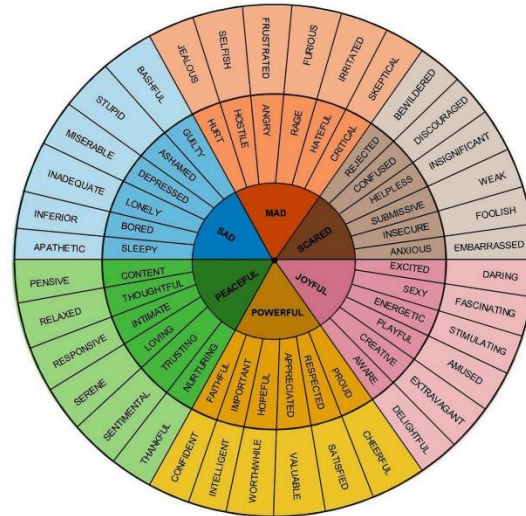 MAD
SCARED
JOYFUL
POWERFUL
PEACEFUL
SAD
HURT
HOSTILE
ANGRY
RAGE
HATEFUL
CRITICAL
REJECTED
CONFUSED
HELPLESS
SUBMISSIVE
INSECURE
ANXIOUS
EXCITED
SEXY
ENERGETIC
PLAYFUL
CREATIVE
AWARE
PROUD
RESPECTED
APPRECIATED
HOPEFUL
IMPORTANT
FAITHFUL
NURTURING
TRUSTING
LOVING
INTIMATE
THOUGHTFUL
CONTENT
SLEEPY
BORED
LONELY
DEPRESSED
ASHAMED
GUILTY
JEALOUS
SELFISH
FRUSTRATED
FURIOUS
IRRITATED
SKEPTICAL
BEWILDERED
DISCOURAGED
INSIGNIFICANT
WEAK
FOOLISH
EMBARRASSED
DARING
FASCINATING
STIMULATING
AMUSED
EXTRAVAGANT
DELIGHTFUL
CHEERFUL
SATISFIED
VALUABLE
WORTHWHILE
INTELLIGENT
CONFIDENT
THANKFUL
SENTIMENTAL
SERENE
RESPONSIVE
RELAXED
PENSIVE
APATHETIC
INFERIOR
INADEQUATE
MISERABLE
STUPID
BASHFUL